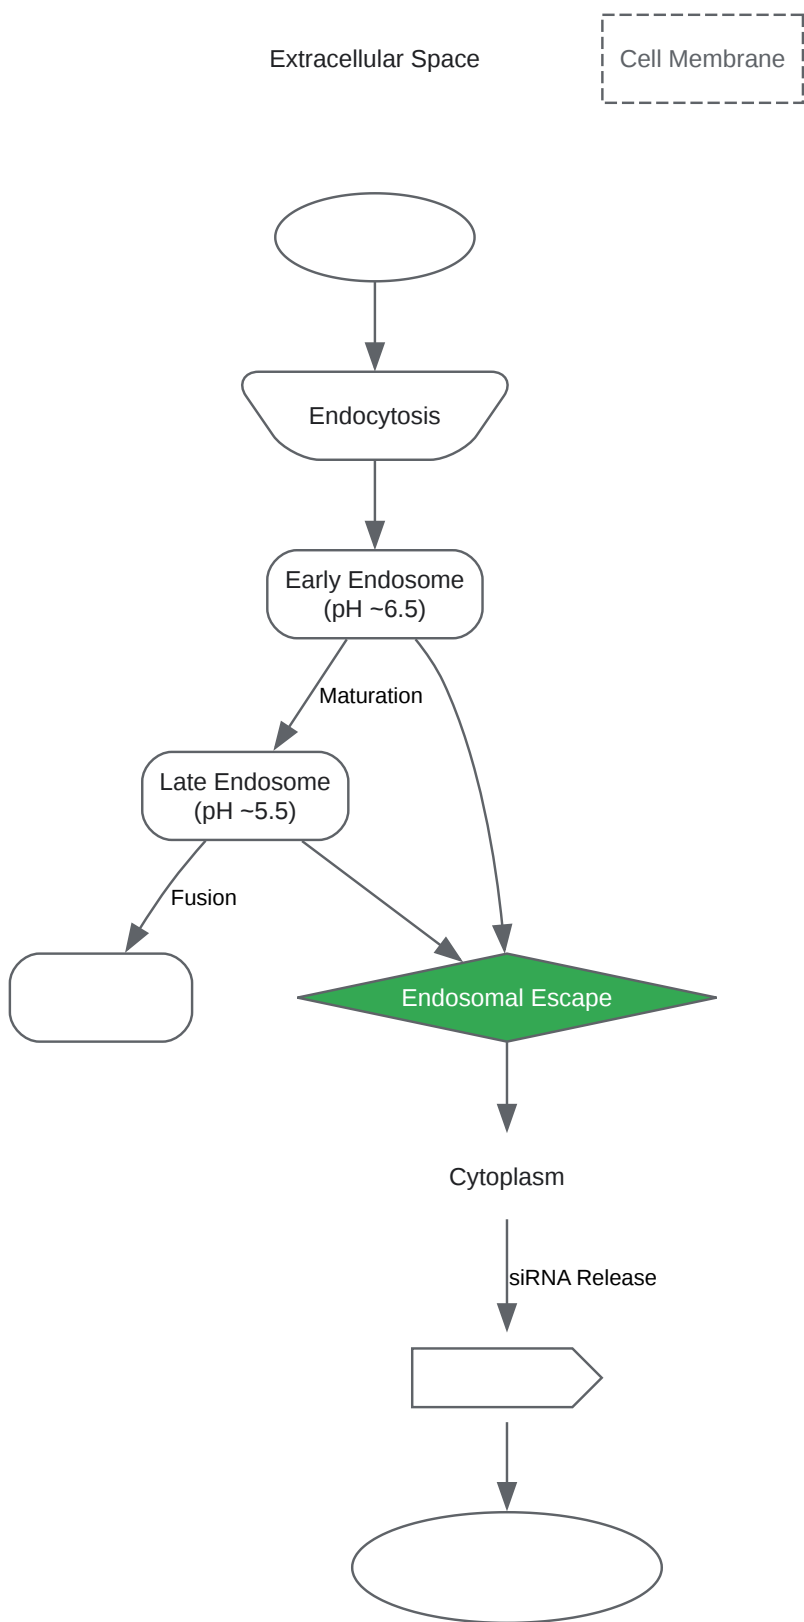 Extracellular Space
Cell Membrane
Endocytosis
Early Endosome
(pH ~6.5)
Maturation
Late Endosome
(pH ~5.5)
Fusion
Endosomal Escape
Cytoplasm
siRNA Release